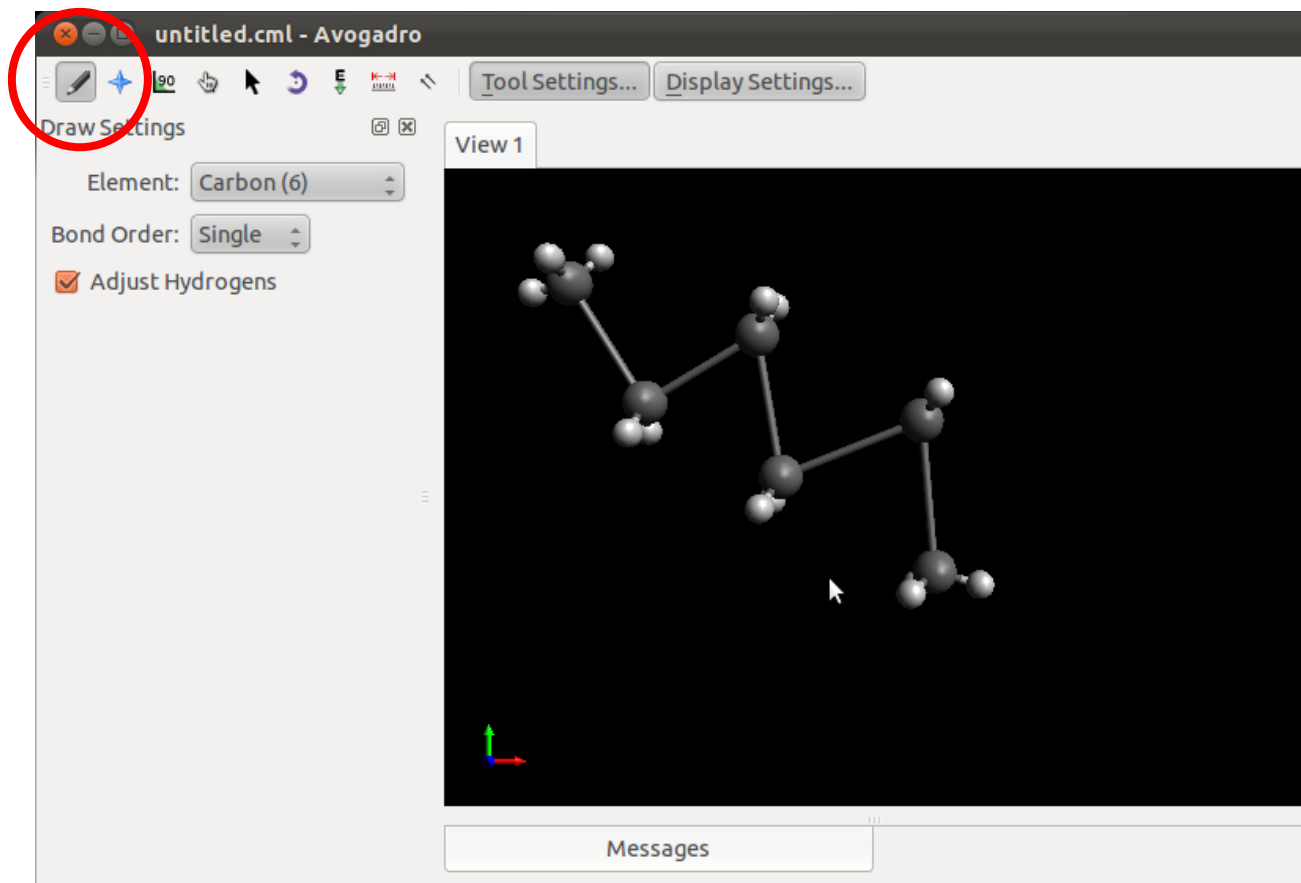 untitled.cml - Avogadro
90 E Tool Settings... Display Settings...
Draw Settings
View 1
Element: Carbon (6)
Bond Order: Single
Adjust Hydrogens
Messages